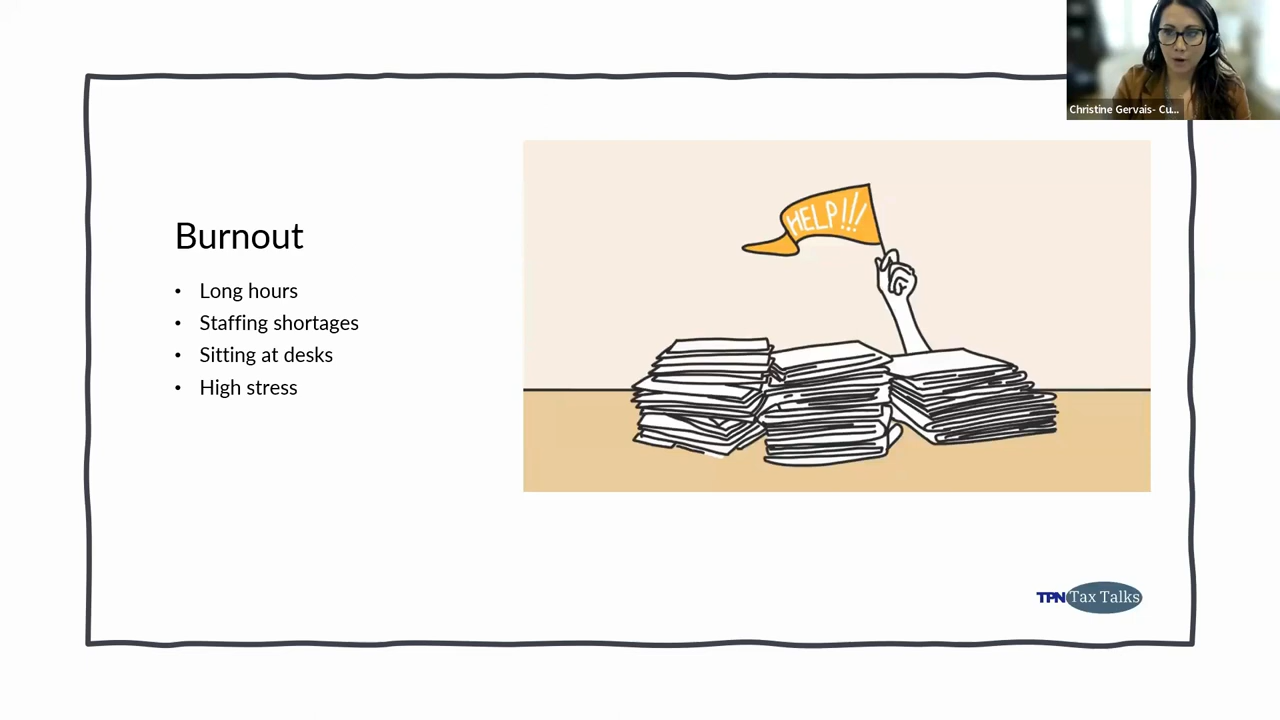 Christine Gervais- Cu...
HELP!!!
Burnout
• Long hours
• Staffing shortages
• Sitting at desks
• High stress
TPN Tax Talks